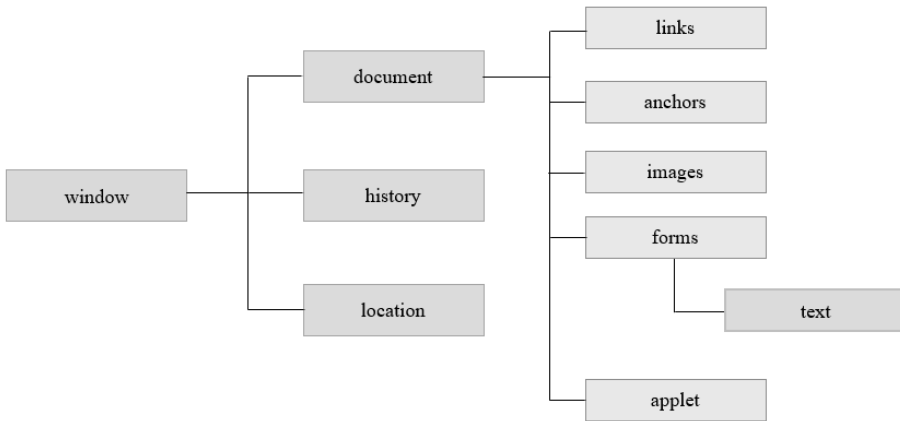 window
document
history
location
links
anchors
images
forms
text
applet